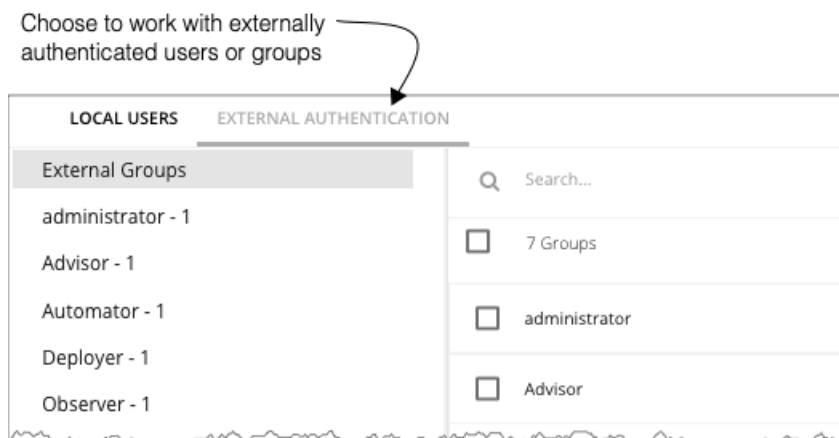 Choose to work with externally
authenticated users or groups
LOCAL USERS EXTERNAL AUTHENTICATION
External Groups
Search...
administrator - 1
7 Groups
Advisor - 1
Automator - 1
administrator
Deployer - 1
Advisor
Observer - 1